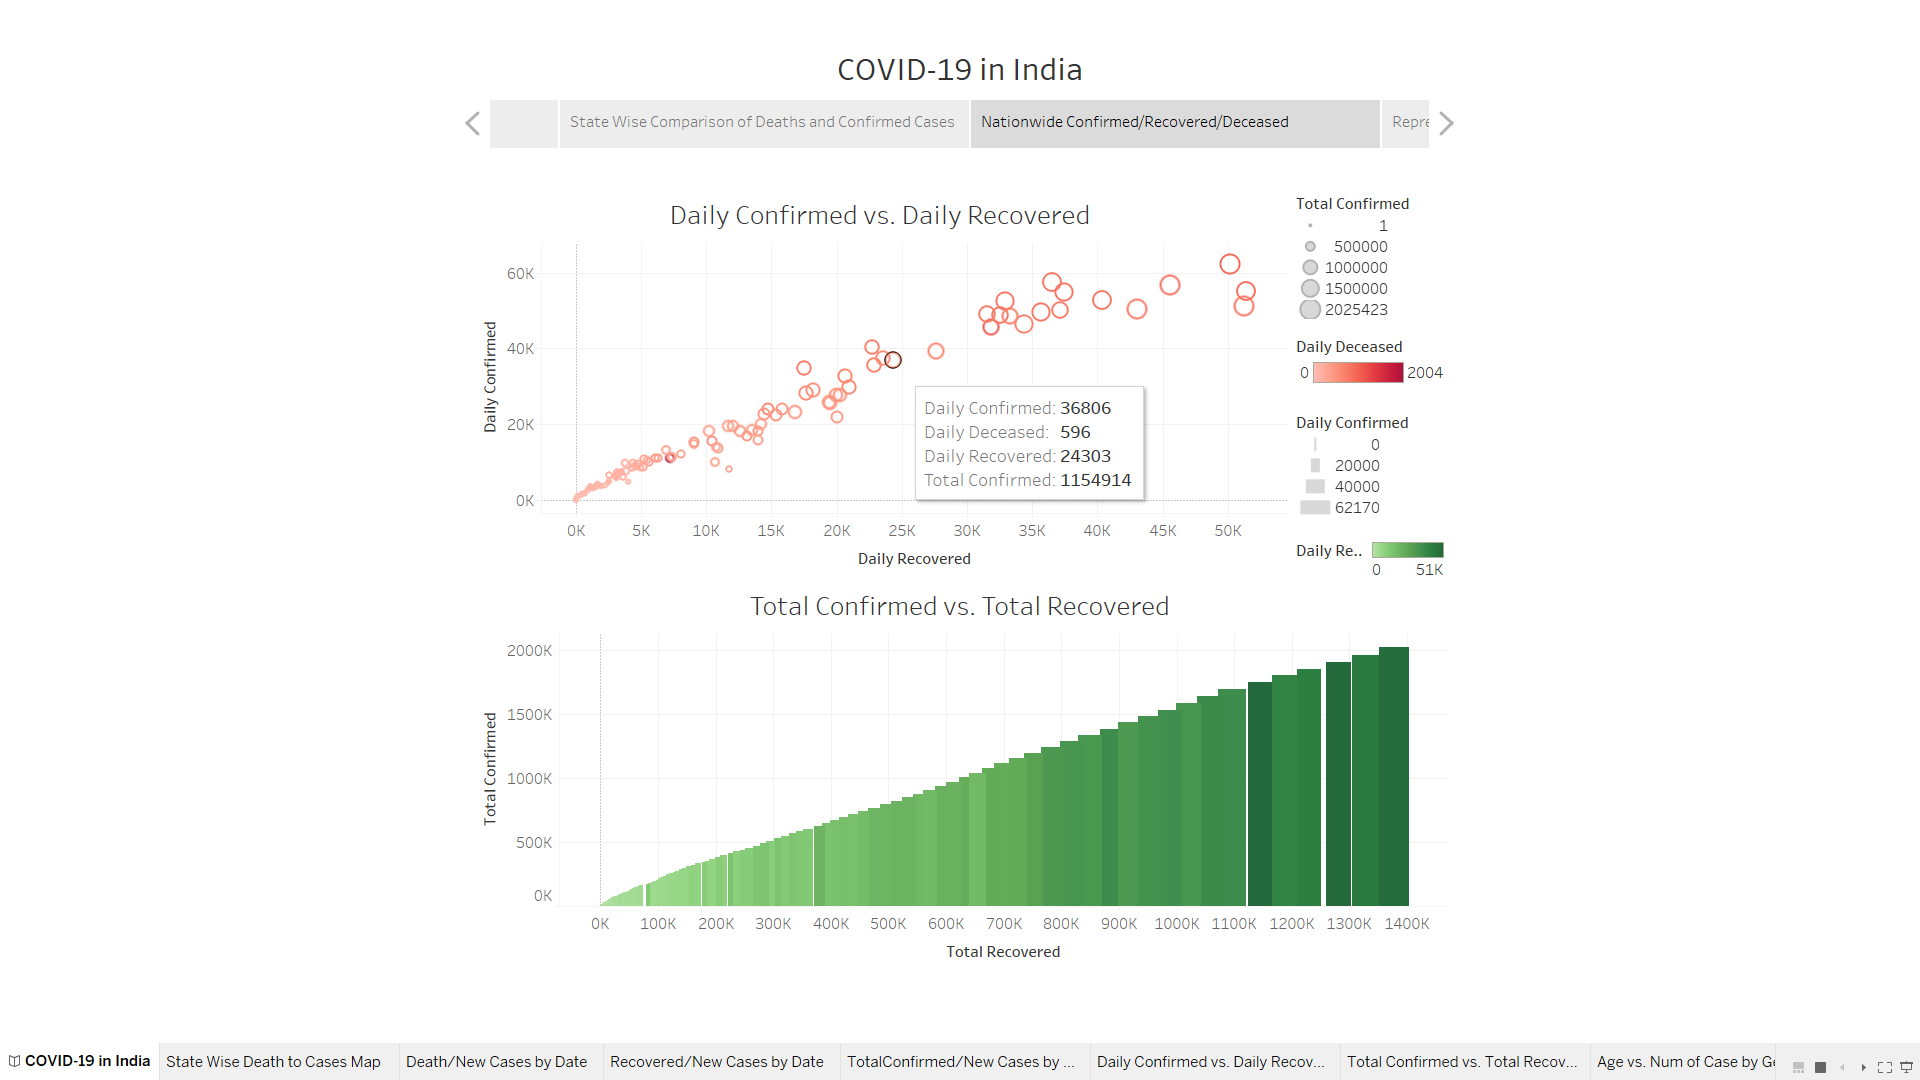 COVID-19 in India
State Wise Comparison of Deaths and Confirmed Cases
Nationwide Confirmed/Recovered/Deceased
Repre
Daily Confirmed vs. Daily Recovered
Daily Confirmed
60K
40K
20K
0K
0K 5K 10K 15K 20K 25K 30K 35K 40K 45K 50K
Daily Recovered
Daily Confirmed: 36806
Daily Deceased: 596
Daily Recovered: 24303
Total Confirmed: 1154914
Total Confirmed
1
500000
1000000
1500000
2025423
Daily Deceased
0 2004
Daily Confirmed
0
20000
40000
62170
Daily Re..
0 51K
Total Confirmed vs. Total Recovered
Total Confirmed
2000K
1500K
1000K
500K
0K
0K 100K 200K 300K 400K 500K 600K 700K 800K 900K 1000K 1100K 1200K 1300K 1400K
Total Recovered
COVID-19 in India
State Wise Death to Cases Map
Death/New Cases by Date
Recovered/New Cases by Date
TotalConfirmed/New Cases by ...
Daily Confirmed vs. Daily Recov...
Total Confirmed vs. Total Recov...
Age vs. Num of Case by Ge